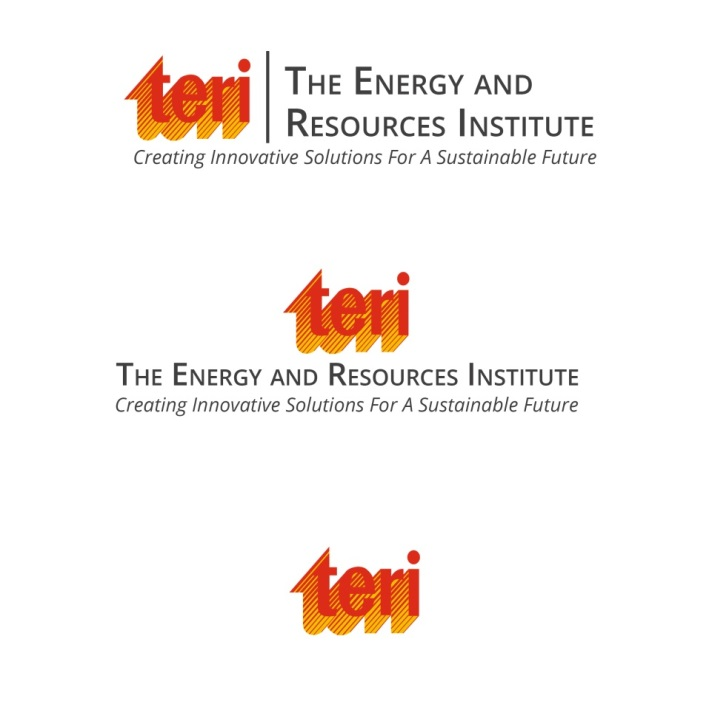 teri
THE ENERGY AND
RESOURCES INSTITUTE
Creating Innovative Solutions For A Sustainable Future
teri
THE ENERGY AND RESOURCES INSTITUTE
Creating Innovative Solutions For A Sustainable Future
teri